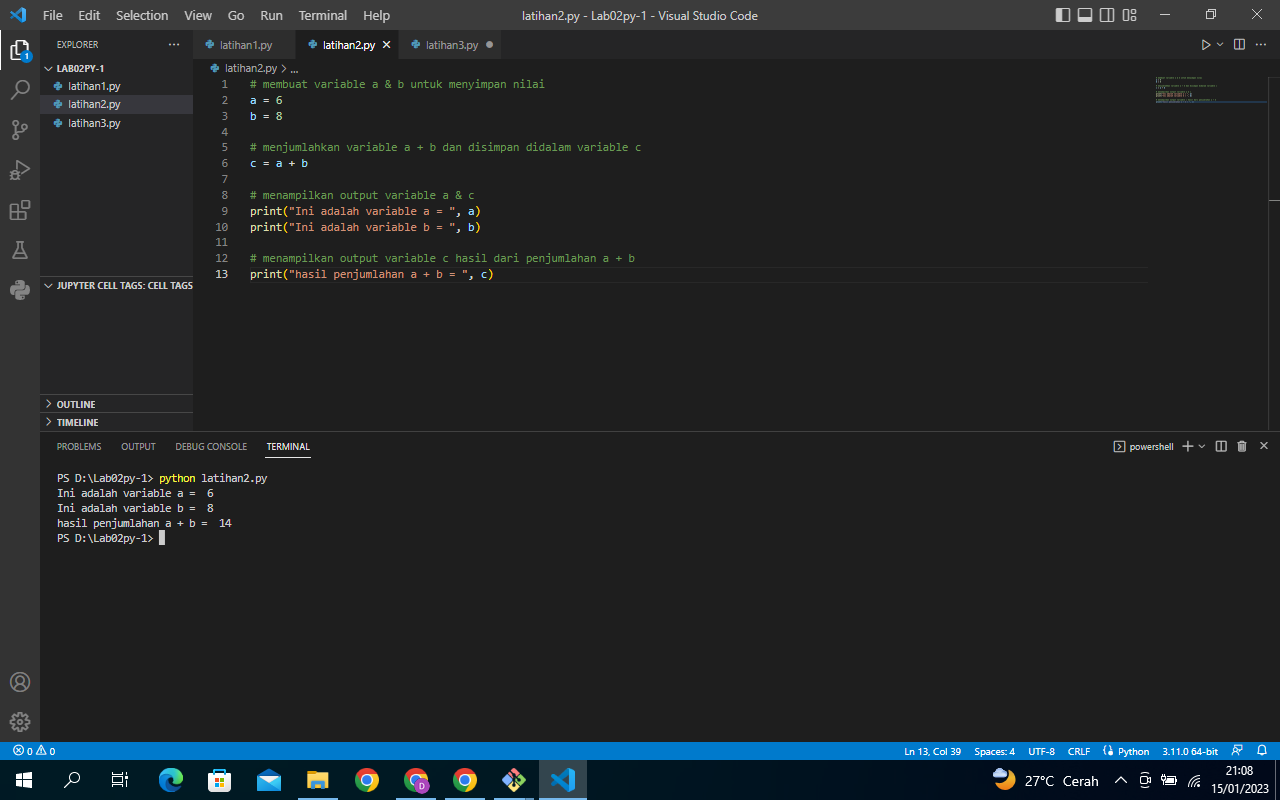 File Edit Selection View Go Run Terminal Help latihan2.py - Lab02py-1 - Visual Studio Code
EXPLORER
latihan1.py latihan2.py latihan3.py
1
LAB02PY-1
latihan1.py
latihan2.py
latihan3.py
latihan2.py > ...
1 # membuat variable a & b untuk menyimpan nilai
2 a = 6
3 b = 8
4
5 # menjumlahkan variable a + b dan disimpan didalam variable c
6 c = a + b
7
8 # menampilkan output variable a & c
9 print("Ini adalah variable a = ", a)
10 print("Ini adalah variable b = ", b)
11
12 # menampilkan output variable c hasil dari penjumlahan a + b
13 print("hasil penjumlahan a + b = ", c)
JUPYTER CELL TAGS: CELL TAGS
OUTLINE
TIMELINE
PROBLEMS OUTPUT DEBUG CONSOLE TERMINAL powershell
PS D:\Lab02py-1> python latihan2.py
Ini adalah variable a =  6
Ini adalah variable b =  8
hasil penjumlahan a + b =  14
PS D:\Lab02py-1>
0 0 Ln 13, Col 39 Spaces: 4 UTF-8 CRLF Python 3.11.0 64-bit
D
27°C Cerah
21:08
15/01/2023